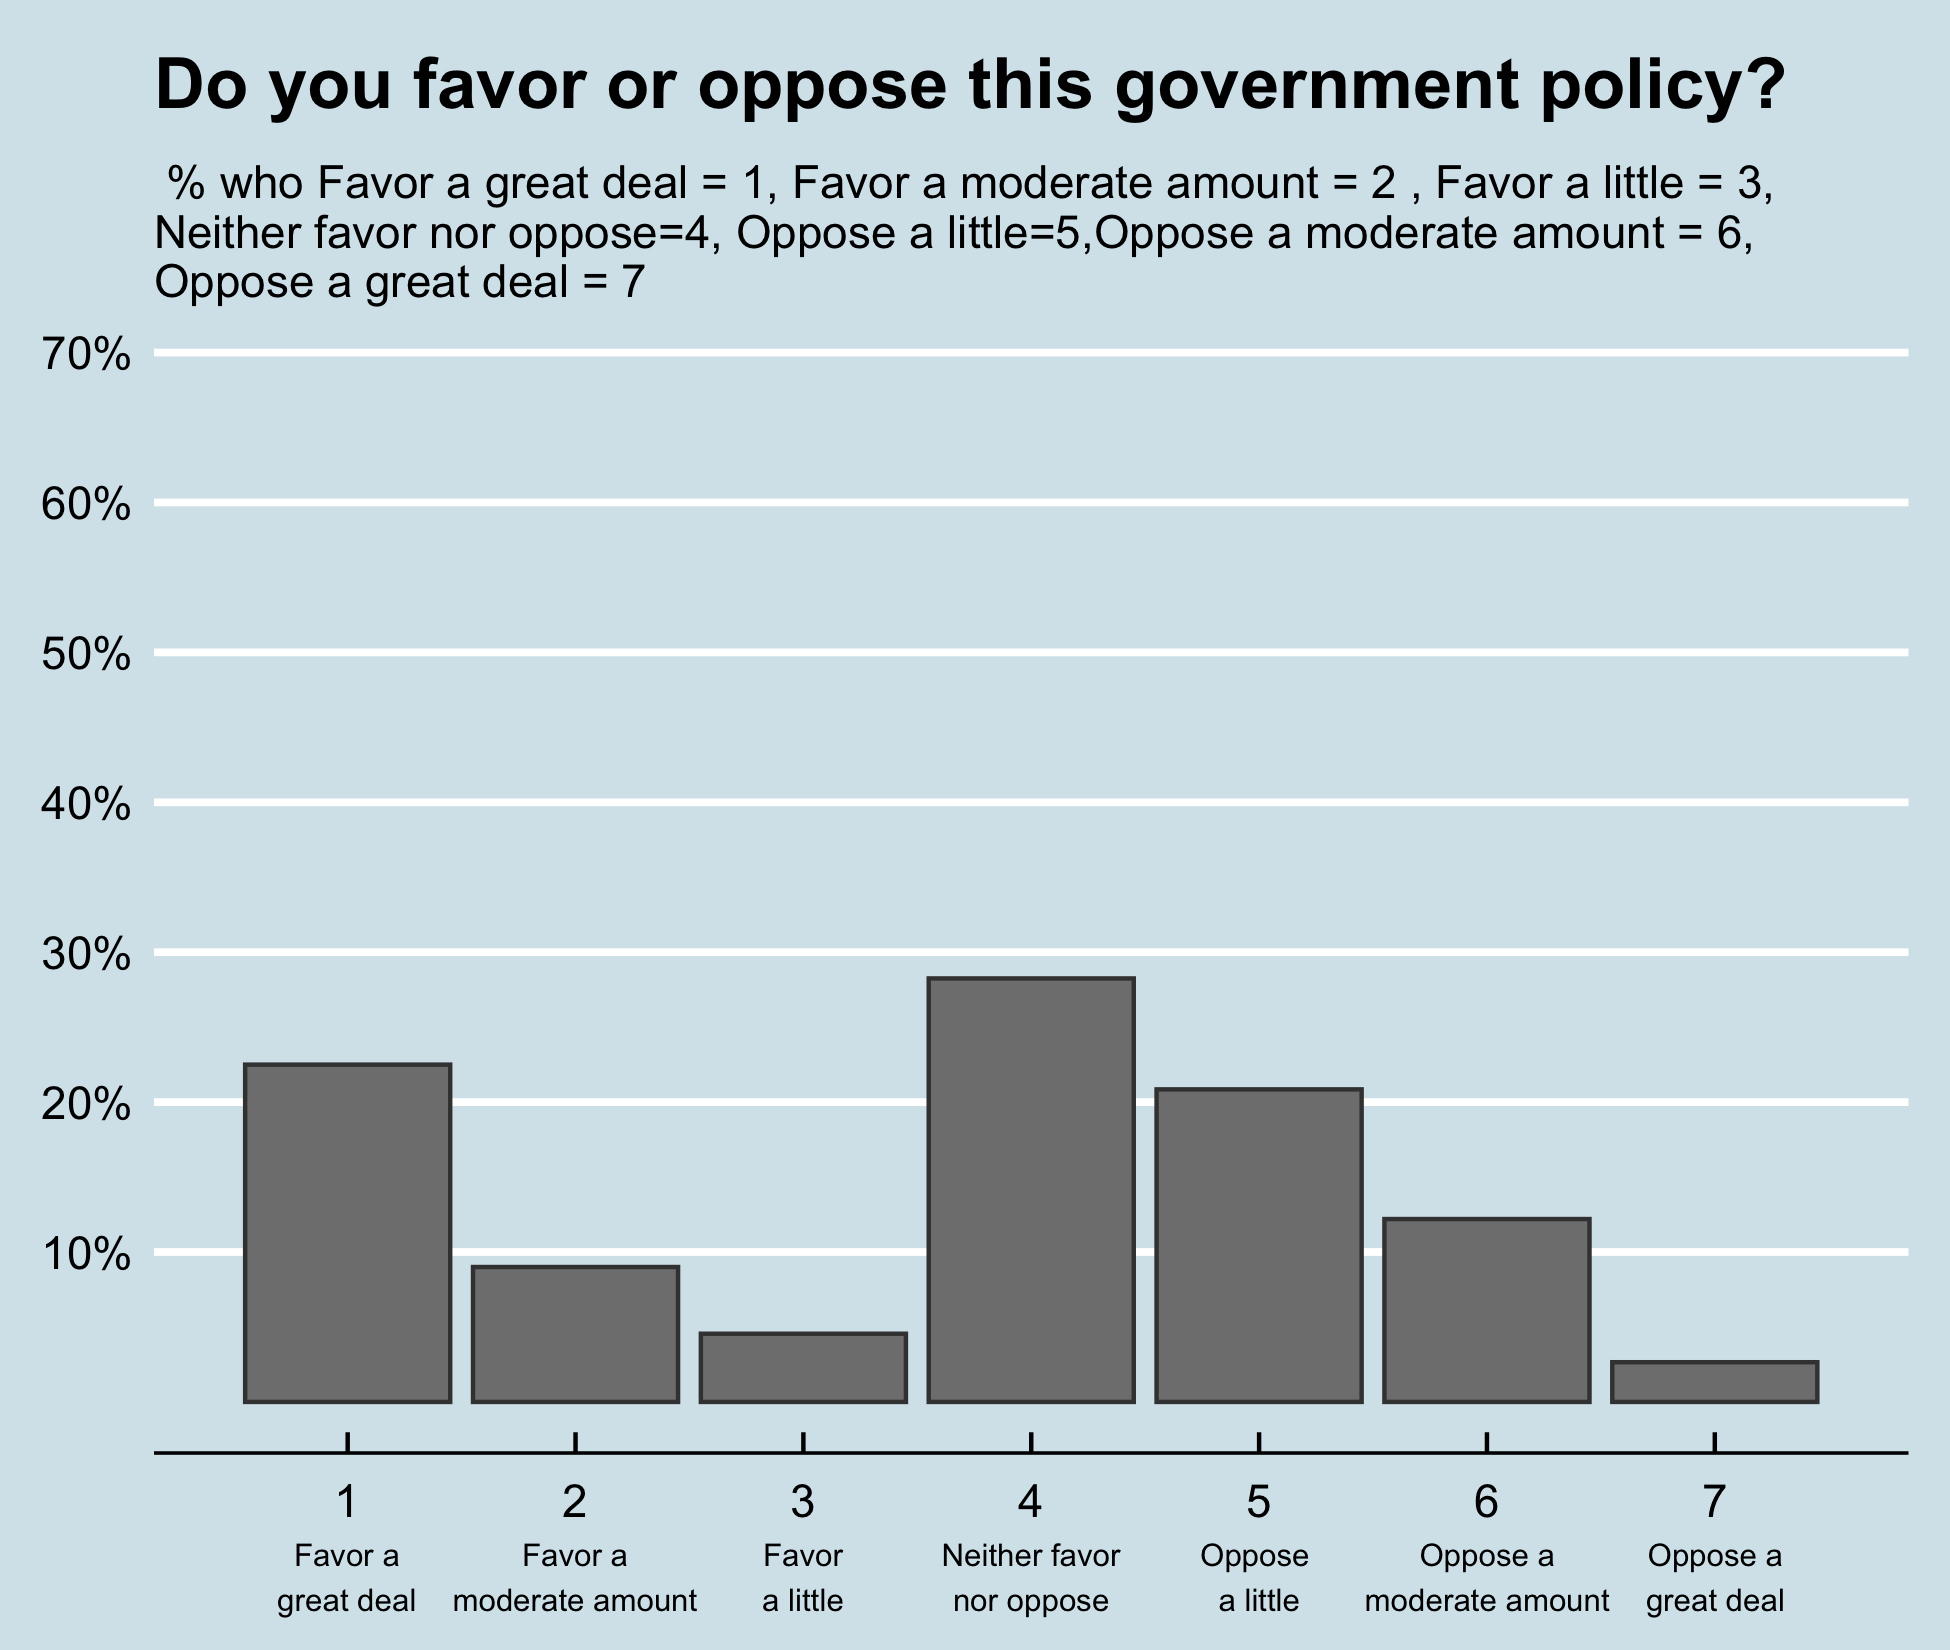 Do you favor or oppose this government policy?
% who Favor a great deal = 1, Favor a moderate amount = 2 , Favor a little = 3,
Neither favor nor oppose=4, Oppose a little=5,Oppose a moderate amount = 6,
Oppose a great deal = 7
70%
60%
50%
40%
30%
20%
10%
1 2 3 4 5 6 7
Favor a Favor a Favor Neither favor Oppose Oppose a Oppose a
great deal moderate amount a little nor oppose a little moderate amount great deal